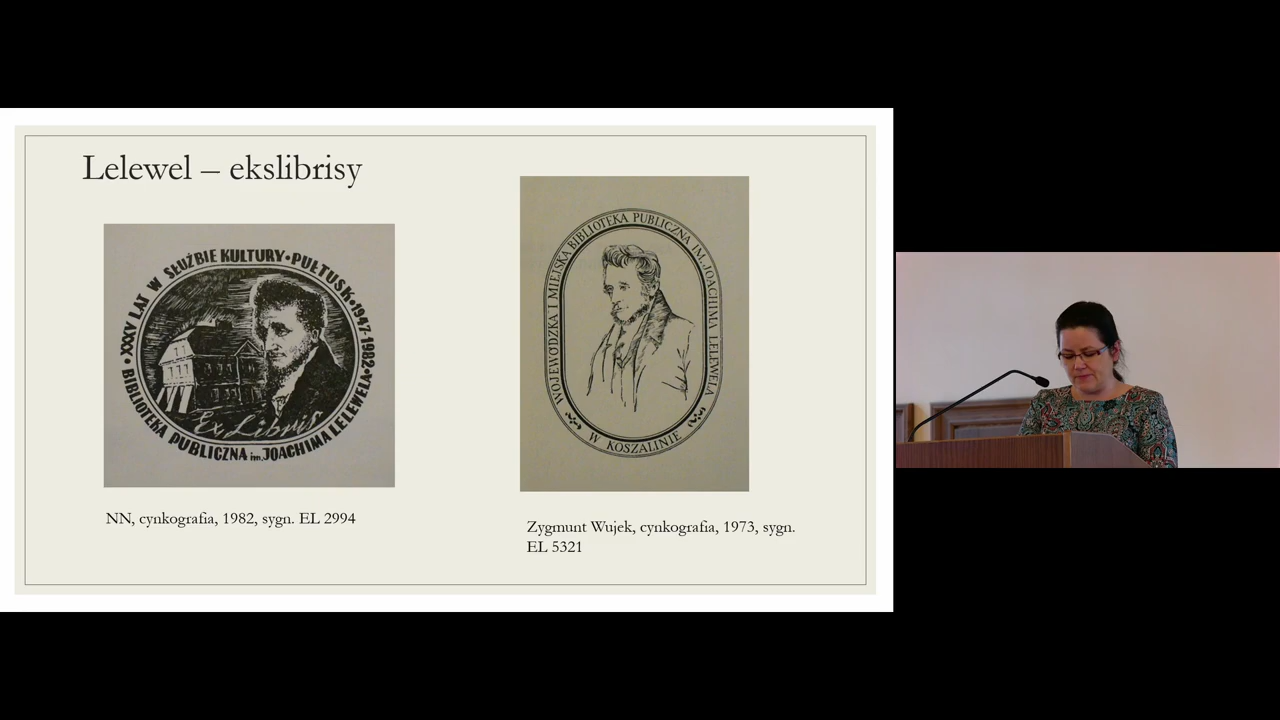 Lelewel – ekslibrisy
• XXXV LAT W SŁUŻBIE KULTURY • PUŁTUSK • 1947-1982 •
BIBLIOTEKA PUBLICZNA im. JOACHIMA LELEWELA
Ex Libris
NN, cynkografia, 1982, sygn. EL 2994
WOJEWÓDZKA I MIEJSKA BIBLIOTEKA PUBLICZNA IM. JOACHIMA LELEWELA
W KOSZALINIE
Zygmunt Wujek, cynkografia, 1973, sygn.
EL 5321